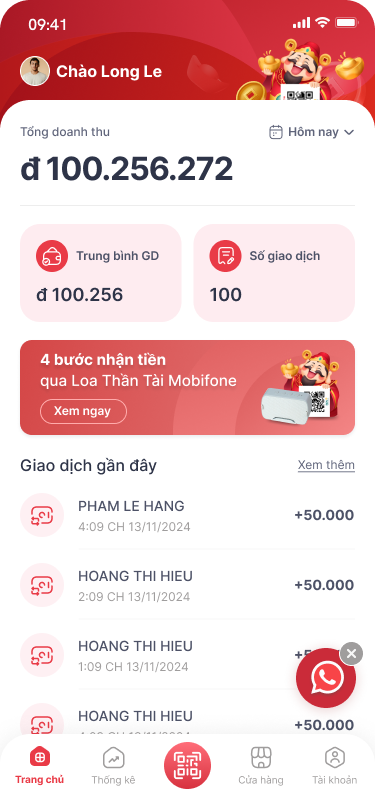 09:41
Chào Long Le
Tổng doanh thu
Hôm nay
đ 100.256.272
Trung bình GD
Số giao dịch
đ 100.256
100
4 bước nhận tiền
qua Loa Thần Tài Mobifone
Xem ngay
Giao dịch gần đây
Xem thêm
PHAM LE HANG
+50.000
4:09 CH 13/11/2024
HOANG THI HIEU
+50.000
2:09 CH 13/11/2024
HOANG THI HIEU
1:09 CH 13/11/2024
HOANG THI HIEU
+50.000
Trang chủ
Thống kê
Cửa hàng
Tài khoản